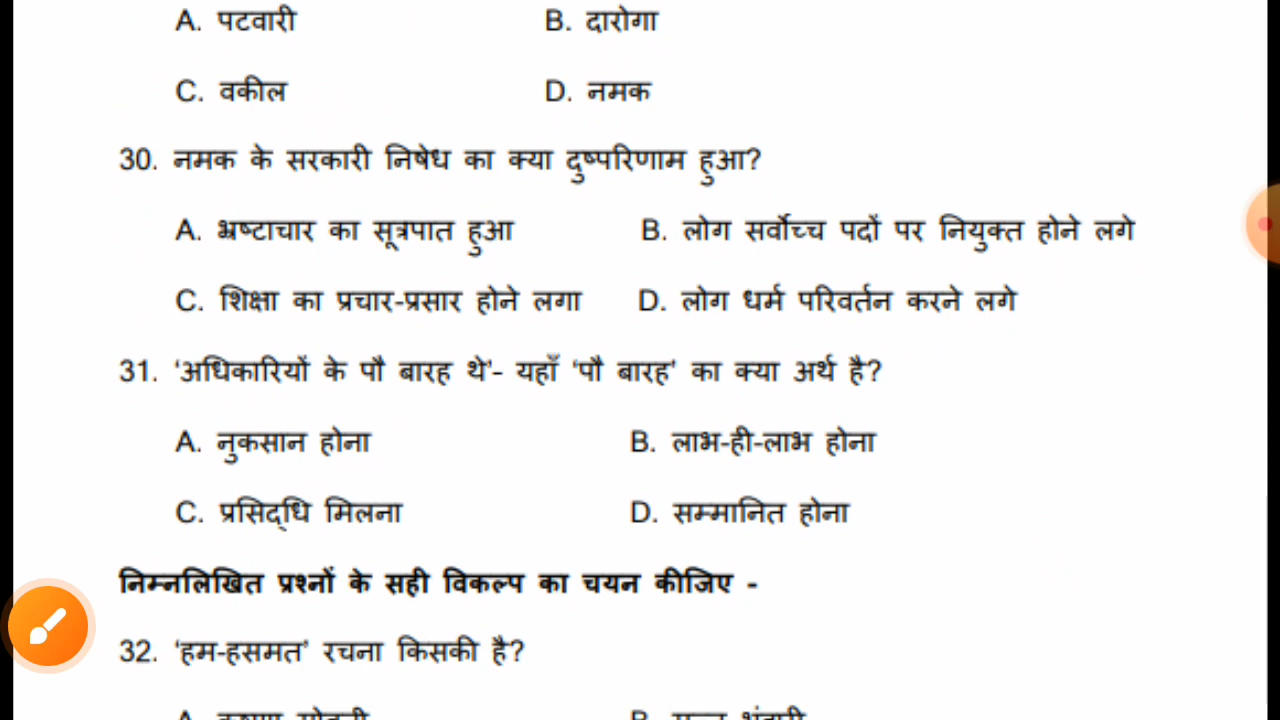 A. पटवारी B. दारोगा
C. वकील D. नमक
30. नमक के सरकारी निषेध का क्या दुष्परिणाम हुआ?
A. भ्रष्टाचार का सूत्रपात हुआ B. लोग सर्वोच्च पदों पर नियुक्त होने लगे
C. शिक्षा का प्रचार-प्रसार होने लगा D. लोग धर्म परिवर्तन करने लगे
31. 'अधिकारियों के पौ बारह थे'- यहाँ 'पौ बारह' का क्या अर्थ है?
A. नुकसान होना B. लाभ-ही-लाभ होना
C. प्रसिद्धि मिलना D. सम्मानित होना
निम्नलिखित प्रश्नों के सही विकल्प का चयन कीजिए -
32. 'हम-हसमत' रचना किसकी है?
A. B.